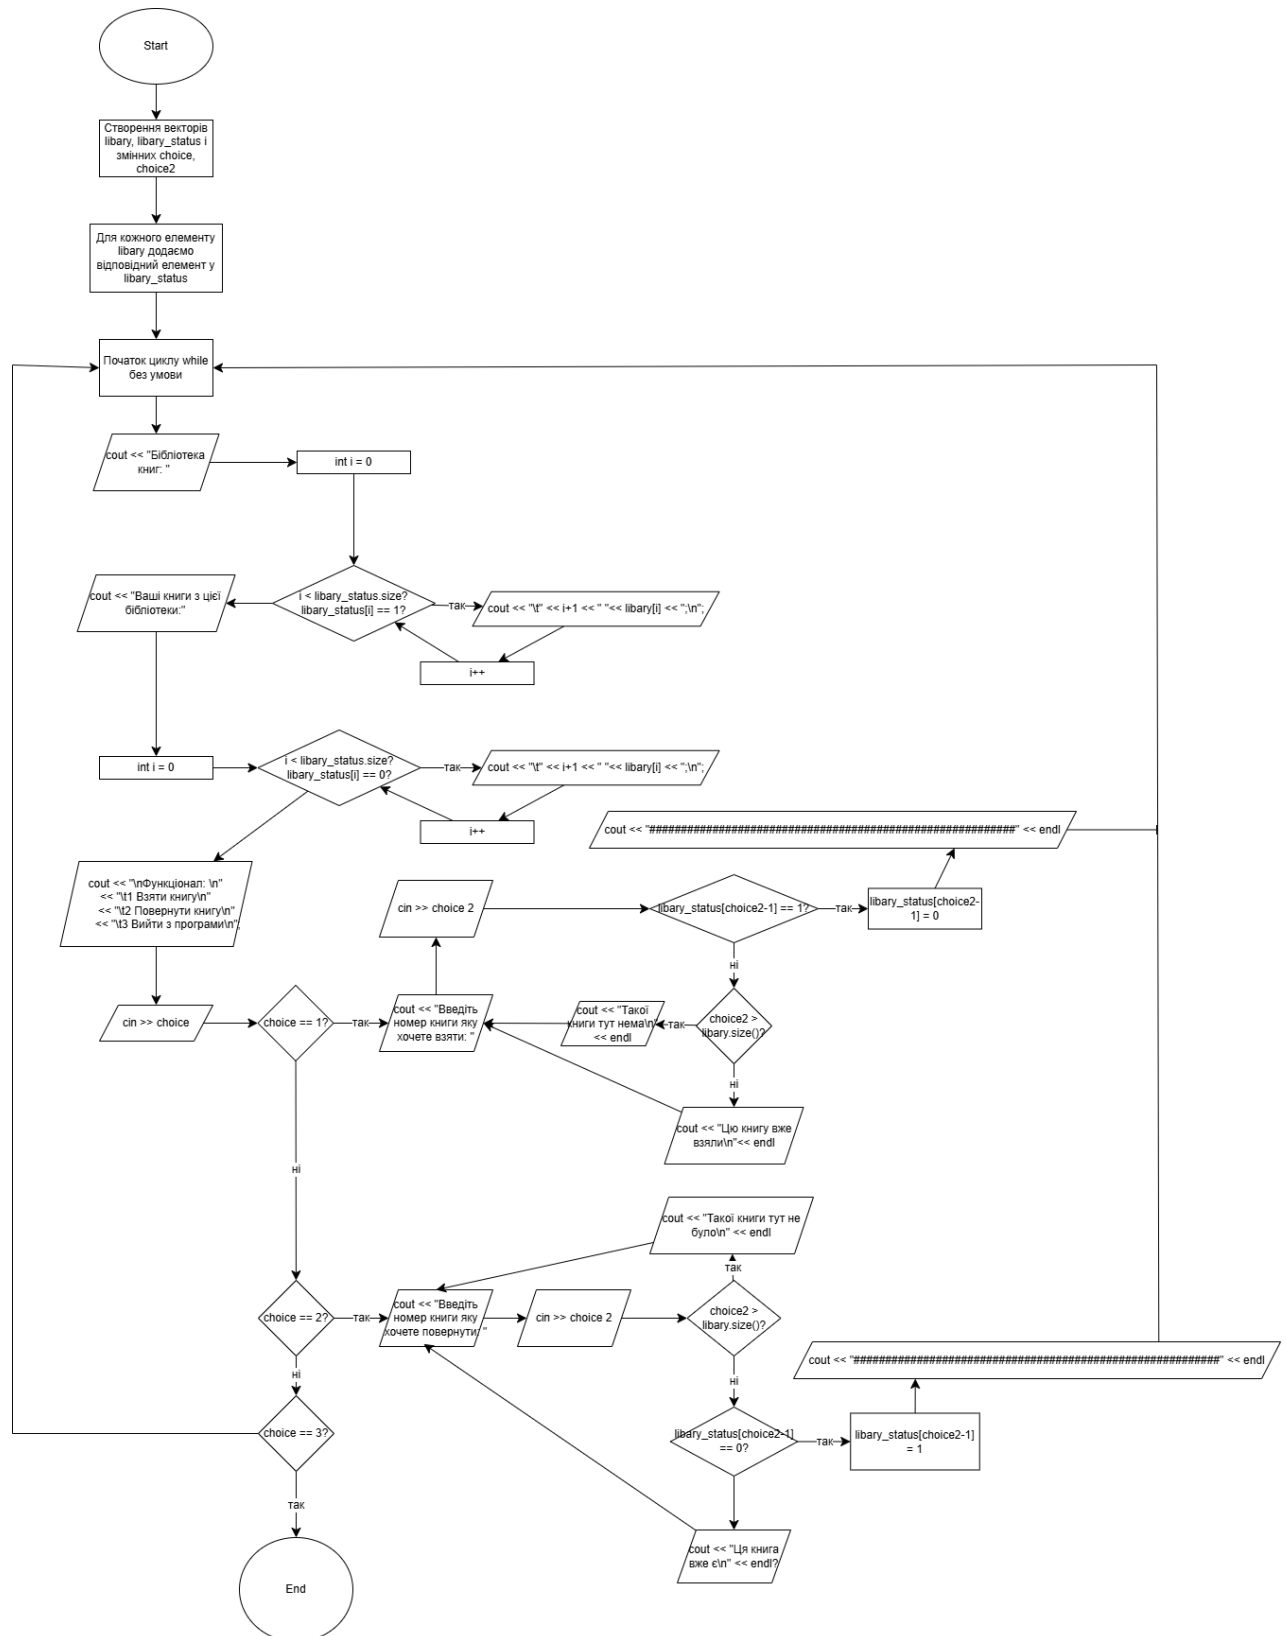 Start
Створення векторів
libary, libary_status і
змінних choice,
choice2
Для кожного елементу
libary додаємо
відповідний елемент у
libary_status
Початок циклу while
без умови
cout << "Бібліотека
книг: "
int i = 0
i < libary_status.size?
libary_status[i] == 1?
так
cout << "\t" << i+1 << " "<< libary[i] << ";\n";
i++
cout << "Ваші книги з цієї
бібліотеки:"
int i = 0
i < libary_status.size?
libary_status[i] == 0?
так
cout << "\t" << i+1 << " "<< libary[i] << ";\n";
i++
cout << "\nФункціонал: \n"
<< "\t1 Взяти книгу\n"
<< "\t2 Повернути книгу\n"
<< "\t3 Вийти з програми\n";
cin >> choice
choice == 1?
так
cout << "Введіть
номер книги яку
хочете взяти: "
cin >> choice 2
libary_status[choice2-1] == 1?
так
libary_status[choice2-
1] = 0
cout << "##########################################################" << endl
ні
choice2 >
libary.size()?
так
cout << "Такої
книги тут нема\n"
<< endl
ні
cout << "Цю книгу вже
взяли\n"<< endl
ні
choice == 2?
так
cout << "Введіть
номер книги яку
хочете повернути: "
cin >> choice 2
choice2 >
libary.size()?
так
cout << "Такої книги тут не
було\n" << endl
ні
libary_status[choice2-1]
== 0?
так
libary_status[choice2-1]
= 1
cout << "##########################################################" << endl
cout << "Ця книга
вже є\n" << endl?
ні
choice == 3?
так
End